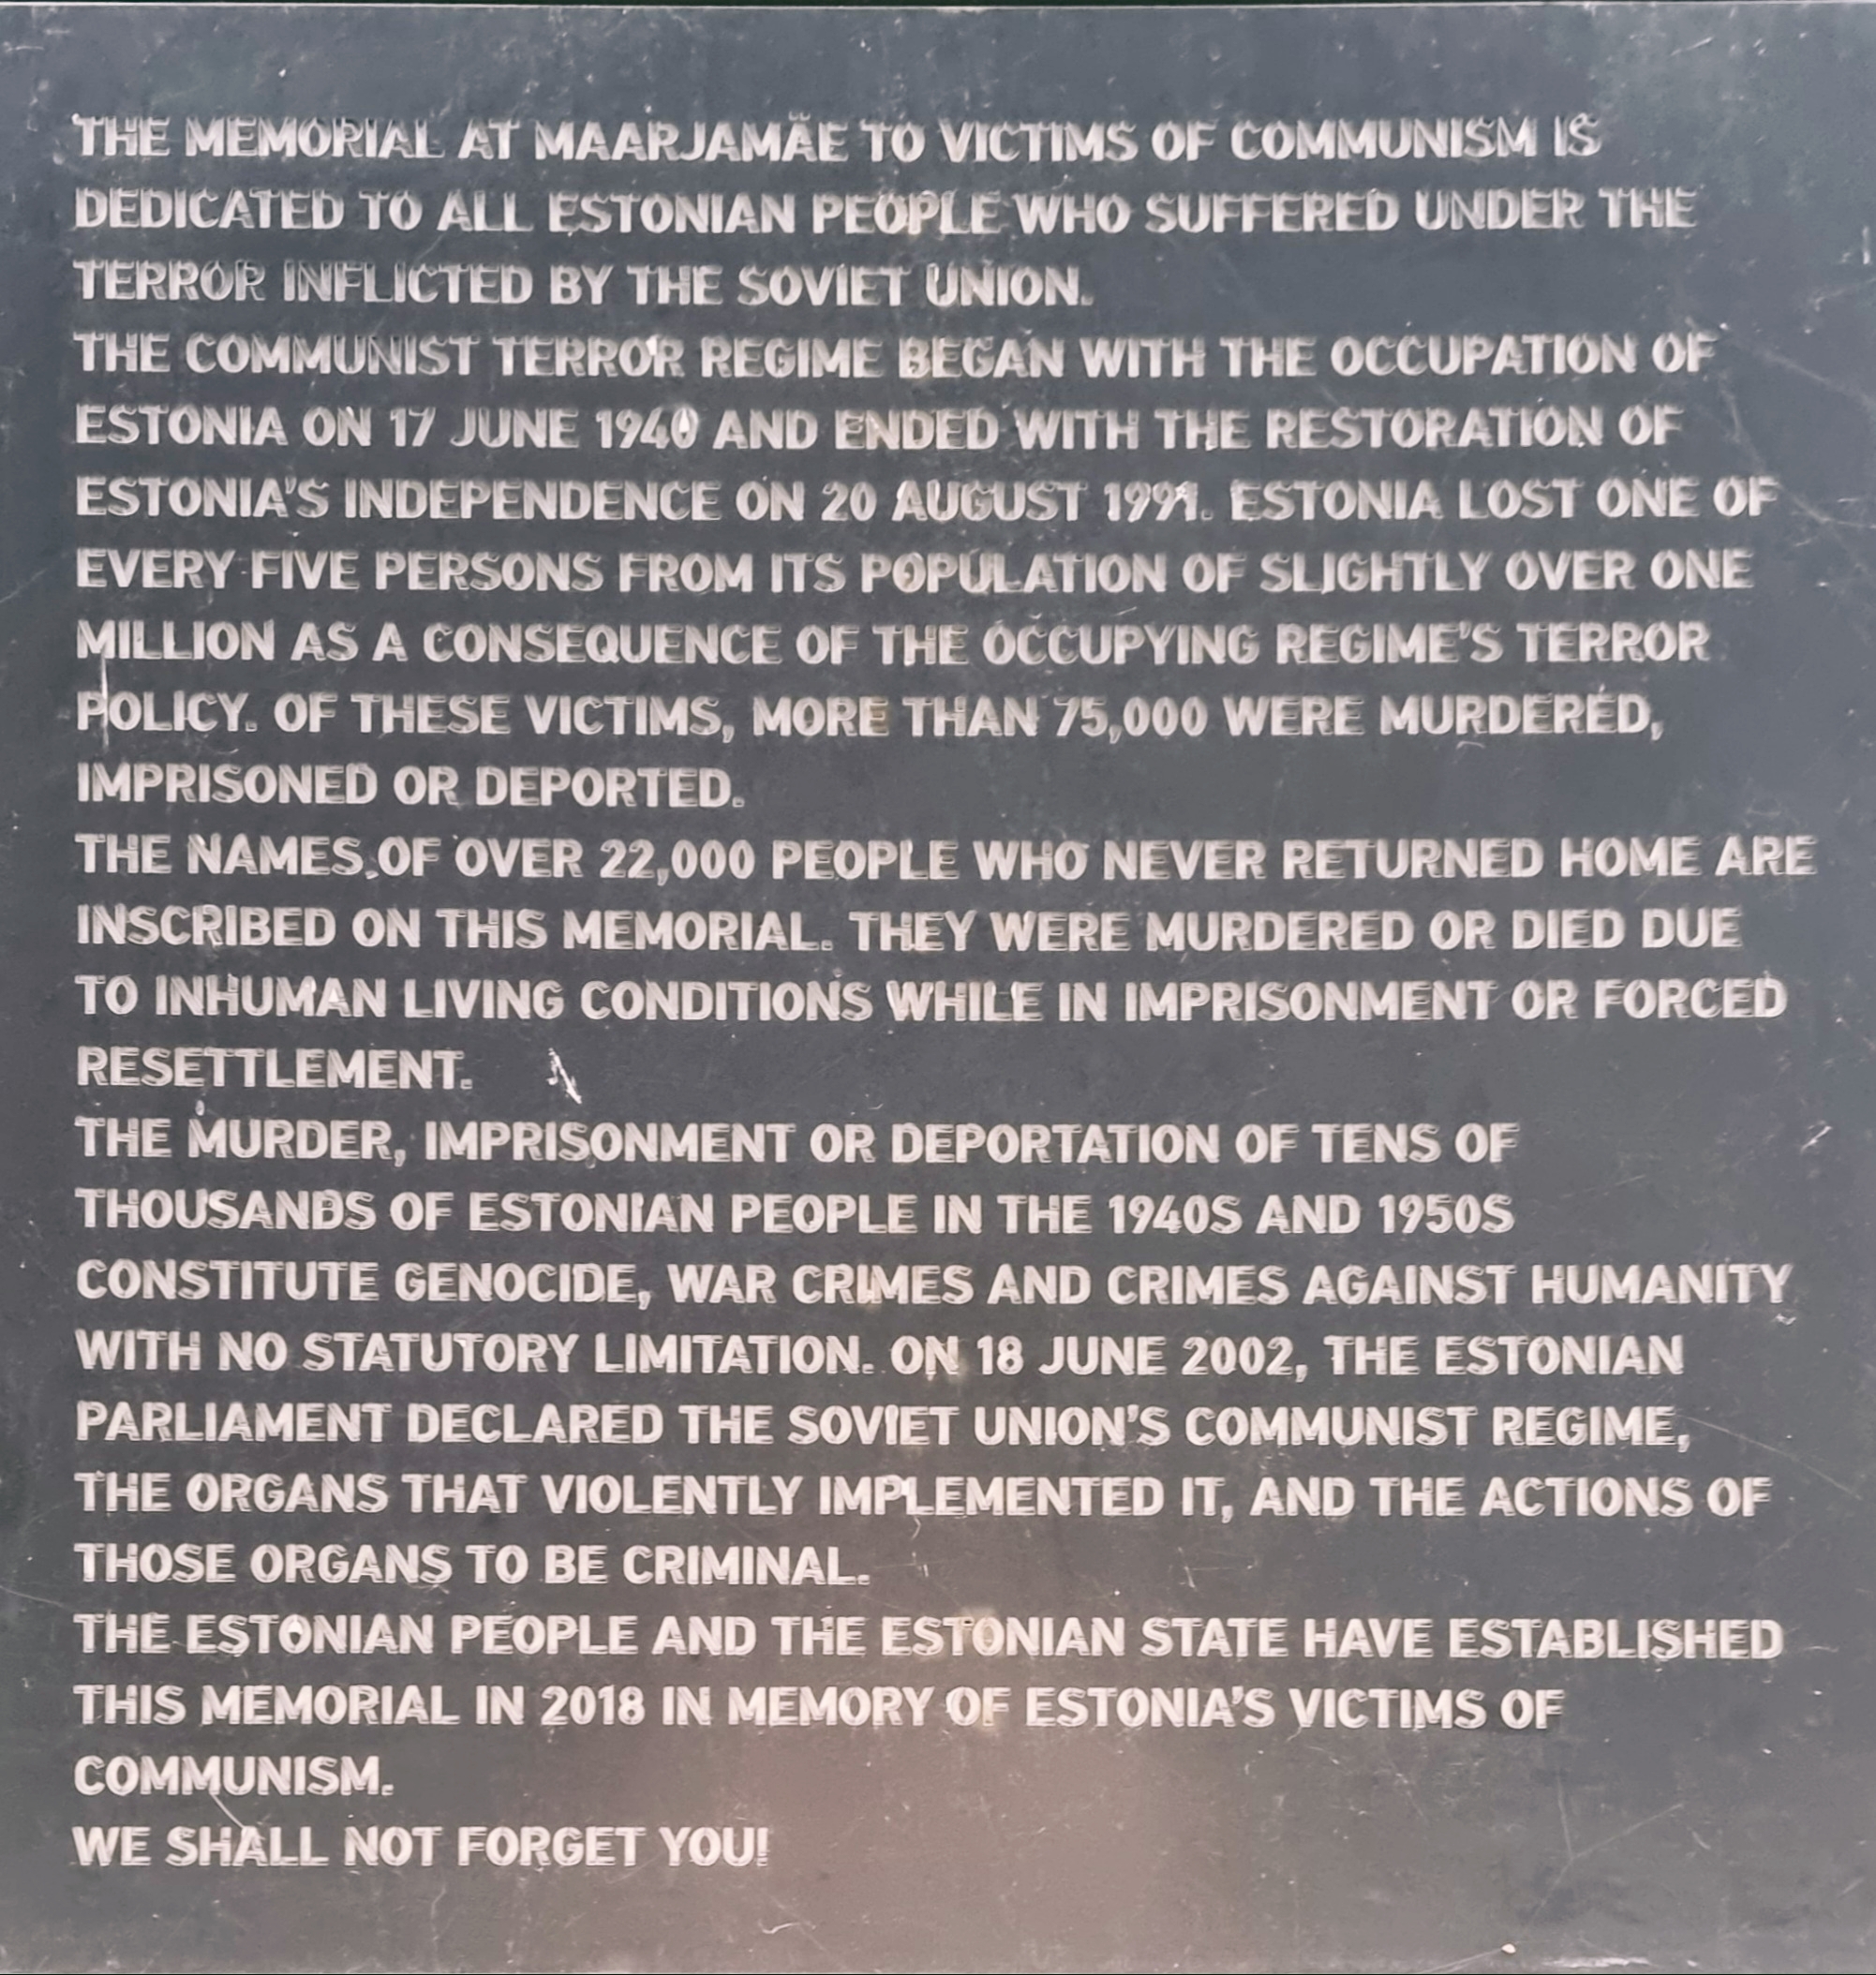 THE MEMORIAL AT MAARJAMÄE TO VICTIMS OF COMMUNISM IS
DEDICATED TO ALL ESTONIAN PEOPLE WHO SUFFERED UNDER THE
TERROR INFLICTED BY THE SOVIET UNION.
THE COMMUNIST TERROR REGIME BEGAN WITH THE OCCUPATION OF
ESTONIA ON 17 JUNE 1940 AND ENDED WITH THE RESTORATION OF
ESTONIA'S INDEPENDENCE ON 20 AUGUST 1991. ESTONIA LOST ONE OF
EVERY FIVE PERSONS FROM ITS POPULATION OF SLIGHTLY OVER ONE
MILLION AS A CONSEQUENCE OF THE OCCUPYING REGIME'S TERROR
POLICY. OF THESE VICTIMS, MORE THAN 75,000 WERE MURDERED,
IMPRISONED OR DEPORTED.
THE NAMES OF OVER 22,000 PEOPLE WHO NEVER RETURNED HOME ARE
INSCRIBED ON THIS MEMORIAL. THEY WERE MURDERED OR DIED DUE
TO INHUMAN LIVING CONDITIONS WHILE IN IMPRISONMENT OR FORCED
RESETTLEMENT.
THE MURDER, IMPRISONMENT OR DEPORTATION OF TENS OF
THOUSANDS OF ESTONIAN PEOPLE IN THE 1940S AND 1950S
CONSTITUTE GENOCIDE, WAR CRIMES AND CRIMES AGAINST HUMANITY
WITH NO STATUTORY LIMITATION. ON 18 JUNE 2002, THE ESTONIAN
PARLIAMENT DECLARED THE SOVIET UNION'S COMMUNIST REGIME,
THE ORGANS THAT VIOLENTLY IMPLEMENTED IT, AND THE ACTIONS OF
THOSE ORGANS TO BE CRIMINAL.
THE ESTONIAN PEOPLE AND THE ESTONIAN STATE HAVE ESTABLISHED
THIS MEMORIAL IN 2018 IN MEMORY OF ESTONIA'S VICTIMS OF
COMMUNISM.
WE SHALL NOT FORGET YOU!